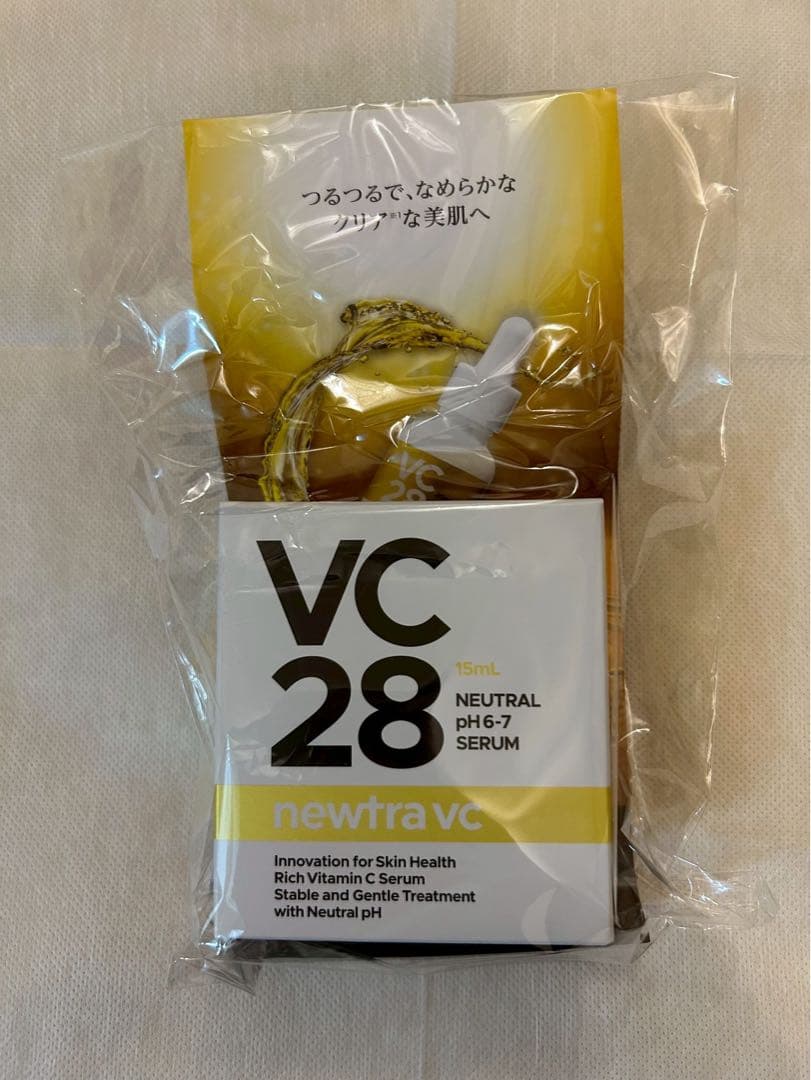 つるつるで、なめらかな
クリア※1な美肌へ
VC
28
VC
28
15mL
NEUTRAL
pH 6-7
SERUM
newtra vc
Innovation for Skin Health
Rich Vitamin C Serum
Stable and Gentle Treatment
with Neutral pH